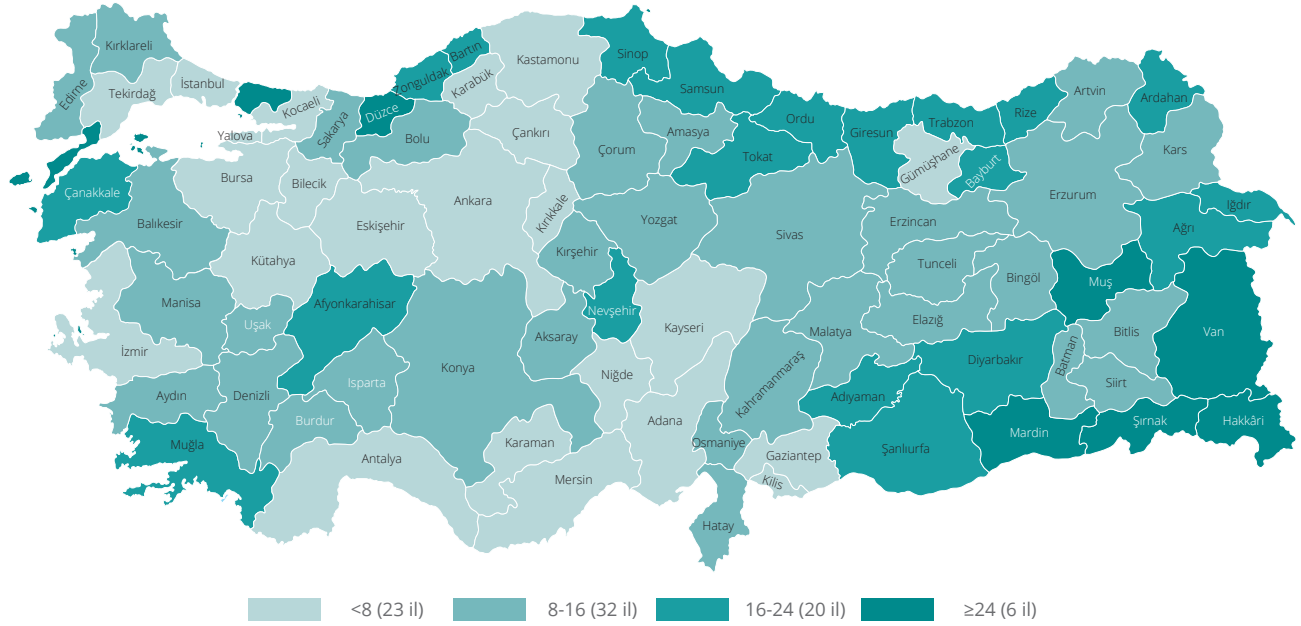 Kırklareli
Edirne
Tekirdağ
İstanbul
Kocaeli
Yalova
Sakarya
Düzce
Zonguldak
Bartın
Karabük
Kastamonu
Sinop
Samsun
Ordu
Giresun
Trabzon
Rize
Artvin
Ardahan
Kars
Iğdır
Ağrı
Erzurum
Bayburt
Gümüşhane
Tokat
Amasya
Çorum
Çankırı
Bolu
Bilecik
Bursa
Çanakkale
Balıkesir
Kütahya
Eskişehir
Ankara
Kırıkkale
Kırşehir
Yozgat
Sivas
Erzincan
Tunceli
Bingöl
Muş
Van
Bitlis
Siirt
Batman
Elazığ
Malatya
Diyarbakır
Kayseri
Nevşehir
Aksaray
Niğde
Konya
Afyonkarahisar
Uşak
Manisa
İzmir
Aydın
Denizli
Isparta
Burdur
Muğla
Antalya
Karaman
Mersin
Adana
Kahramanmaraş
Osmaniye
Gaziantep
Kilis
Hatay
Adıyaman
Şanlıurfa
Mardin
Şırnak
Hakkâri
<8 (23 il)
8-16 (32 il)
16-24 (20 il)
≥24 (6 il)